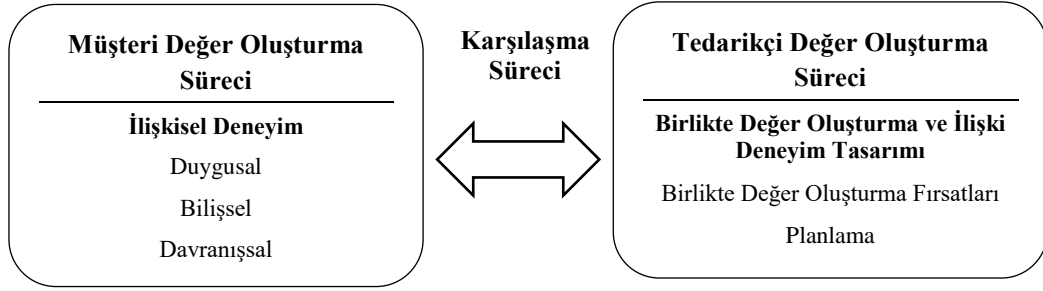 Müşteri Değer Oluşturma
Süreci
İlişkisel Deneyim
Duygusal
Bilişsel
Davranışsal
Karşılaşma
Süreci
Tedarikçi Değer Oluşturma
Süreci
Birlikte Değer Oluşturma ve İlişki
Deneyim Tasarımı
Birlikte Değer Oluşturma Fırsatları
Planlama